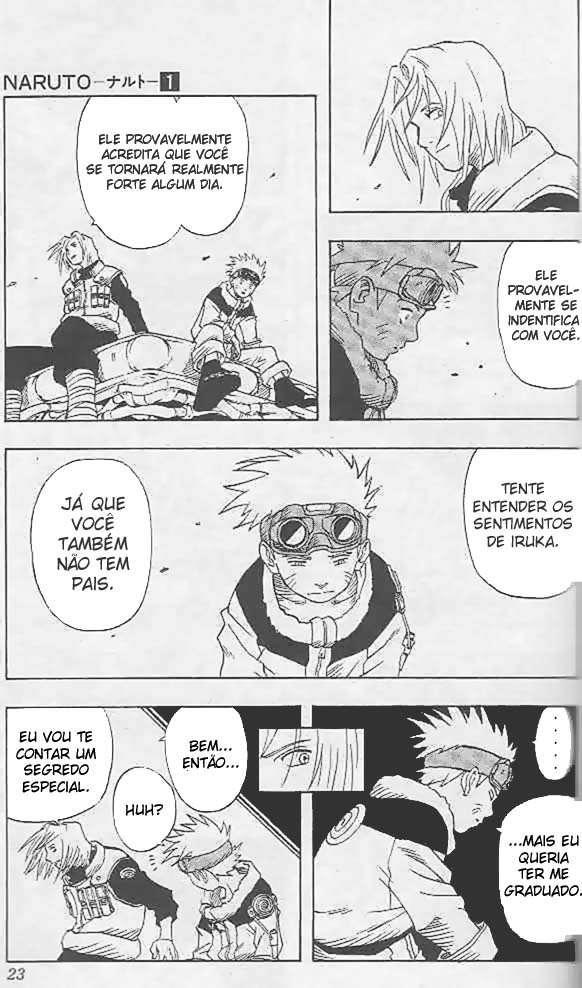 NARUTO—ナルト—1
ELE
PROVAVEL-
MENTE SE
INDENTIFICA
COM VOCÊ.
ELE PROVAVELMENTE
ACREDITA QUE VOCÊ
SE TORNARÁ REALMENTE
FORTE ALGUM DIA.
TENTE
ENTENDER OS
SENTIMENTOS
DE IRUKA.
JÁ QUE
VOCÊ
TAMBÉM
NÃO TEM
PAIS.
. . . . .
...MAIS EU
QUERIA
TER ME
GRADUADO.
BEM...
ENTÃO...
HUH?
EU VOU TE
CONTAR UM
SEGREDO
ESPECIAL.
23